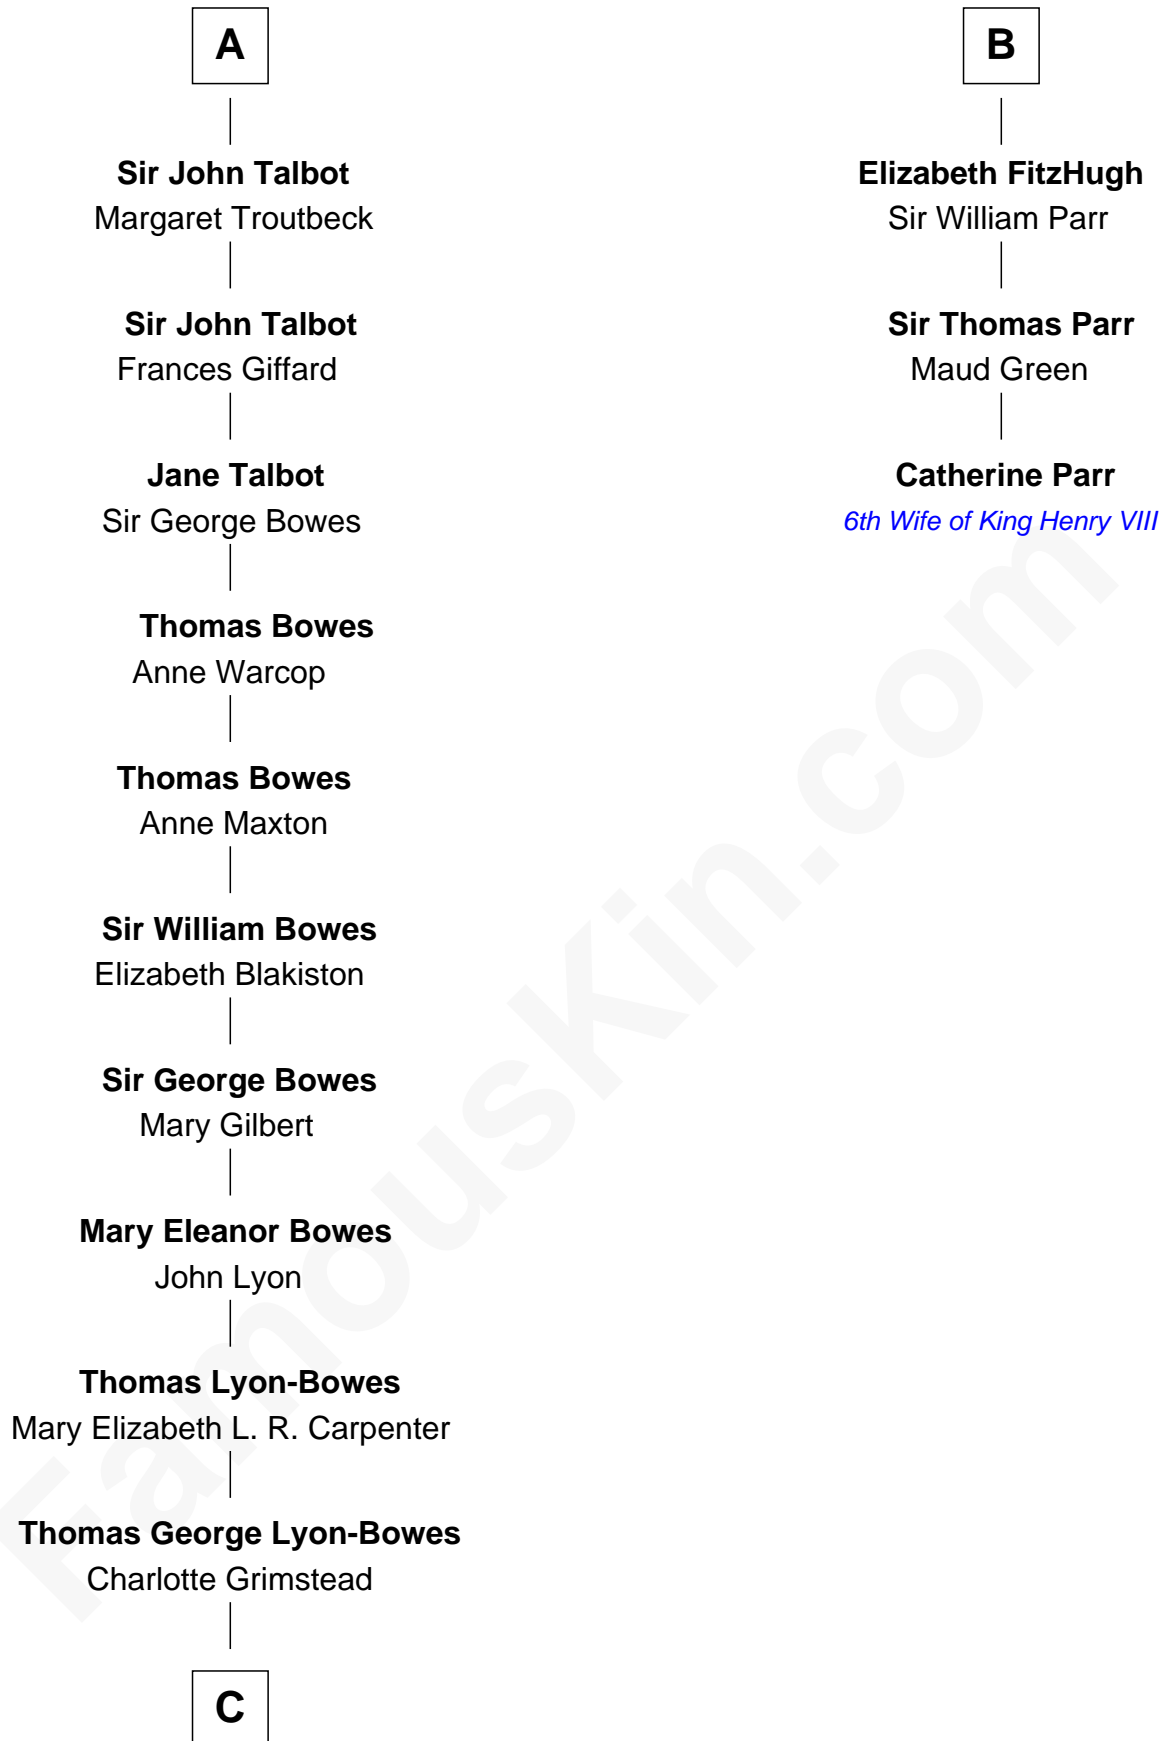 A
Sir John Talbot
Margaret Troutbeck
Sir John Talbot
Frances Giffard
Jane Talbot
Sir George Bowes
Thomas Bowes
Anne Warcop
Thomas Bowes
Anne Maxton
Sir William Bowes
Elizabeth Blakiston
Sir George Bowes
Mary Gilbert
Mary Eleanor Bowes
John Lyon
Thomas Lyon-Bowes
Mary Elizabeth L. R. Carpenter
Thomas George Lyon-Bowes
Charlotte Grimstead
C
B
Elizabeth FitzHugh
Sir William Parr
Sir Thomas Parr
Maud Green
Catherine Parr
6th Wife of King Henry VIII
FamousKin.com